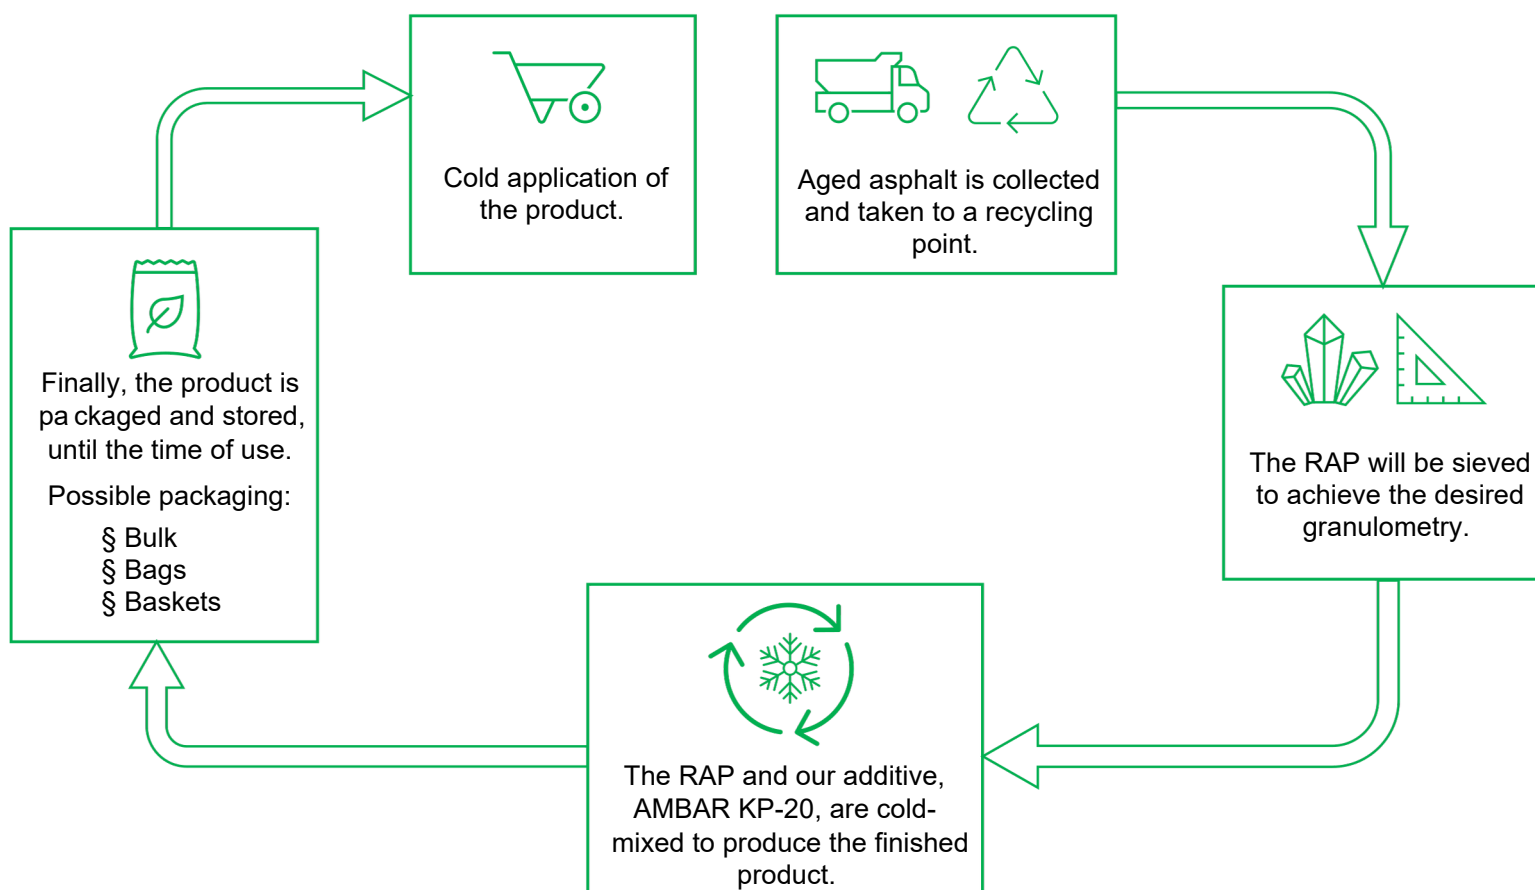 Cold application of
the product.
Aged asphalt is collected
and taken to a recycling
point.
The RAP will be sieved
to achieve the desired
granulometry.
The RAP and our additive,
AMBAR KP-20, are cold-
mixed to produce the finished
product.
Finally, the product is
pa ckaged and stored,
until the time of use.
Possible packaging:
§ Bulk
§ Bags
§ Baskets